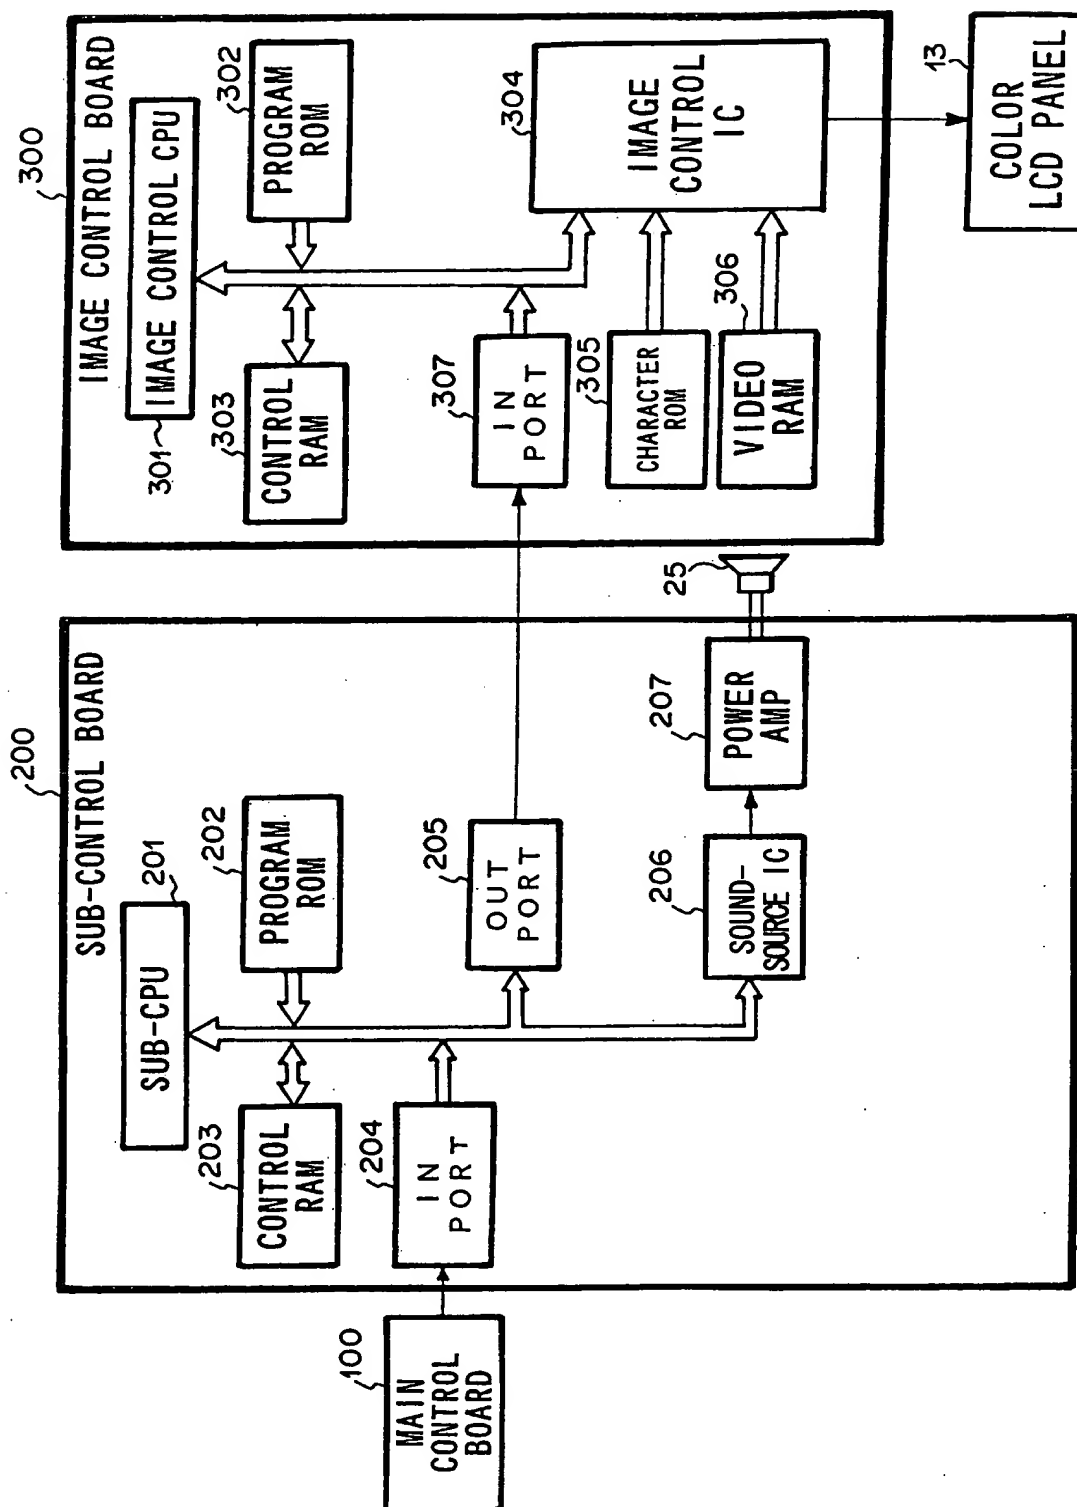 200
SUB-CONTROL BOARD
201
SUB-CPU
202
PROGRAM
ROM
203
CONTROL
RAM
204
IN
PORT
205
OUT
PORT
206
SOUND-
SOURCE IC
207
POWER
AMP
25
100
MAIN
CONTROL
BOARD
300
IMAGE CONTROL BOARD
301
IMAGE CONTROL CPU
302
PROGRAM
ROM
303
CONTROL
RAM
304
IMAGE
CONTROL
IC
307
IN
PORT
305
CHARACTER
ROM
306
VIDEO
RAM
13
COLOR
LCD PANEL